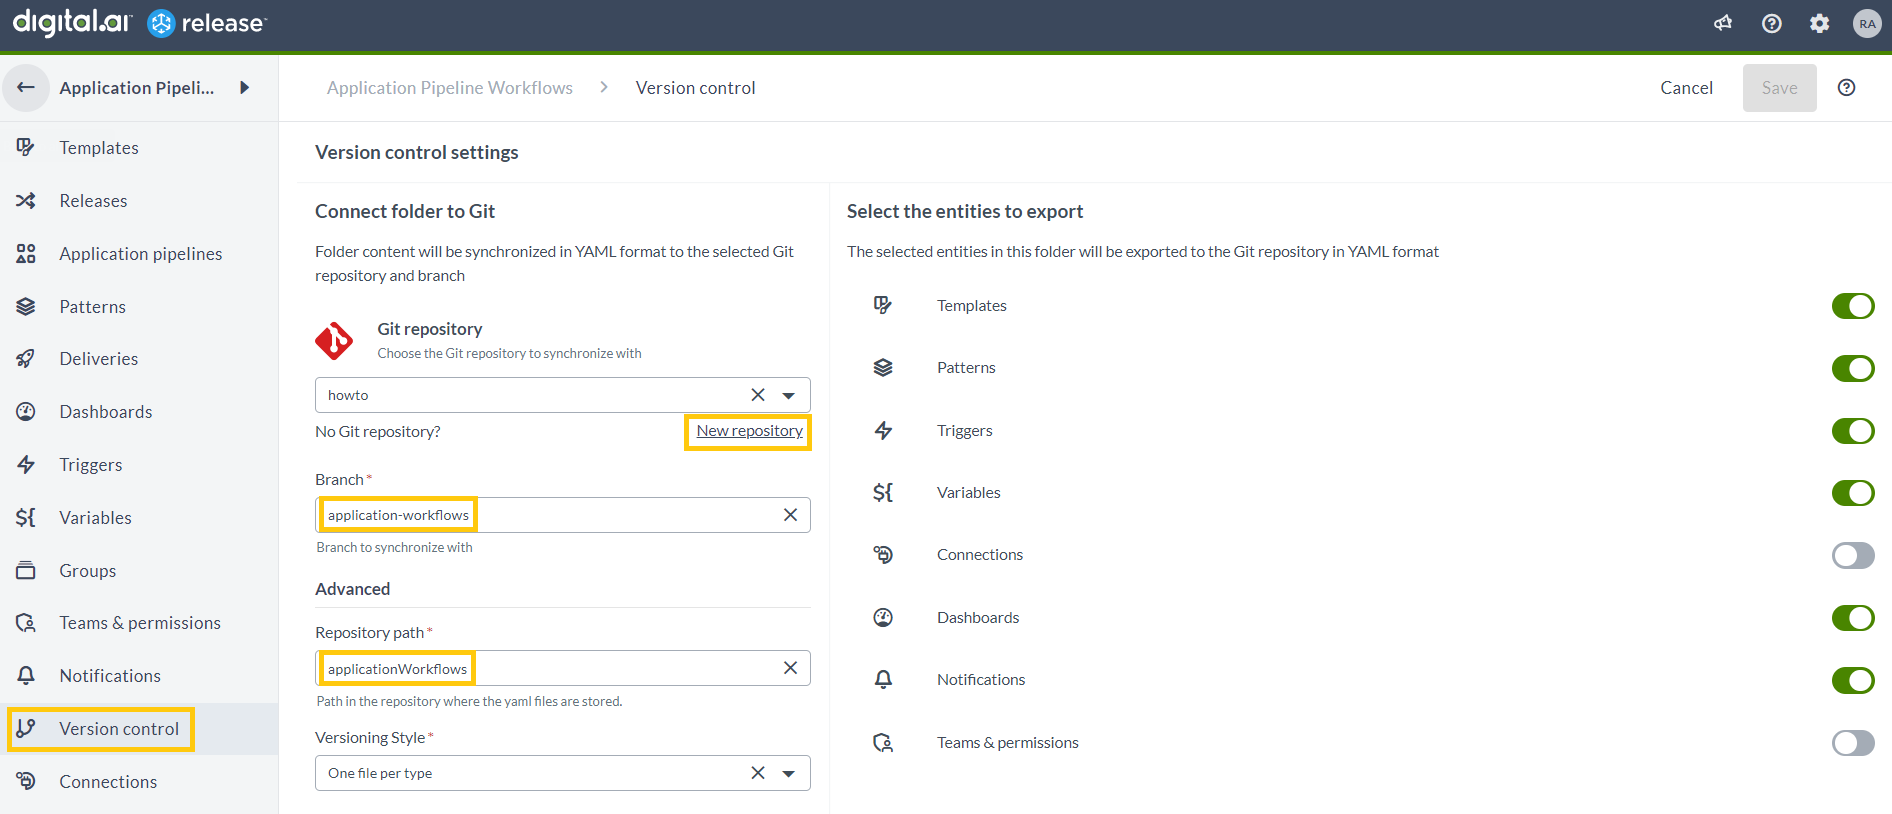 digital.ai release
RA
Application Pipeli...
Application Pipeline Workflows
Version control
Cancel
Save
Templates
Releases
Application pipelines
Patterns
Deliveries
Dashboards
Triggers
Variables
Groups
Teams & permissions
Notifications
Version control
Connections
Version control settings
Connect folder to Git
Folder content will be synchronized in YAML format to the selected Git
repository and branch
Git repository
Choose the Git repository to synchronize with
howto
No Git repository?
New repository
Branch*
application-workflows
Branch to synchronize with
Advanced
Repository path*
applicationWorkflows
Path in the repository where the yaml files are stored.
Versioning Style*
One file per type
Select the entities to export
The selected entities in this folder will be exported to the Git repository in YAML format
Templates
Patterns
Triggers
Variables
Connections
Dashboards
Notifications
Teams & permissions